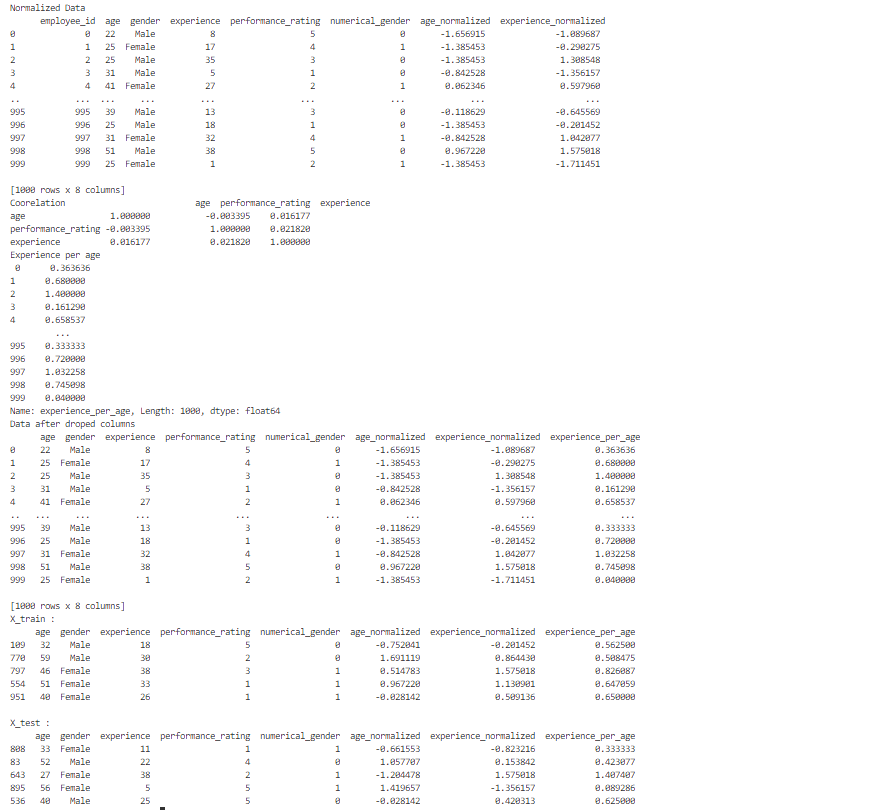 Normalized Data
employee_id age gender experience performance_rating numerical_gender age_normalized experience_normalized
0 0 22 Male 8 5 0 -1.656915 -1.089687
1 1 25 Female 17 4 1 -1.385453 -0.290275
2 2 25 Male 35 3 0 -1.385453 1.308548
3 3 31 Male 5 1 0 -0.842528 -1.356157
4 4 41 Female 27 2 1 0.062346 0.597960
.. ... ... ... ... ... ... ... ...
995 995 39 Male 13 3 0 -0.118629 -0.645569
996 996 25 Male 18 1 0 -1.385453 -0.201452
997 997 31 Female 32 4 1 -0.842528 1.042077
998 998 51 Male 38 5 0 0.967220 1.575018
999 999 25 Female 1 2 1 -1.385453 -1.711451
[1000 rows x 8 columns]
Coorelation age performance_rating experience
age 1.000000 -0.003395 0.016177
performance_rating -0.003395 1.000000 0.021820
experience 0.016177 0.021820 1.000000
Experience per age
0 0.363636
1 0.680000
2 1.400000
3 0.161290
4 0.658537
...
995 0.333333
996 0.720000
997 1.032258
998 0.745098
999 0.040000
Name: experience_per_age, Length: 1000, dtype: float64
Data after droped columns
age gender experience performance_rating numerical_gender age_normalized experience_normalized experience_per_age
0 22 Male 8 5 0 -1.656915 -1.089687 0.363636
1 25 Female 17 4 1 -1.385453 -0.290275 0.680000
2 25 Male 35 3 0 -1.385453 1.308548 1.400000
3 31 Male 5 1 0 -0.842528 -1.356157 0.161290
4 41 Female 27 2 1 0.062346 0.597960 0.658537
.. ... ... ... ... ... ... ... ...
995 39 Male 13 3 0 -0.118629 -0.645569 0.333333
996 25 Male 18 1 0 -1.385453 -0.201452 0.720000
997 31 Female 32 4 1 -0.842528 1.042077 1.032258
998 51 Male 38 5 0 0.967220 1.575018 0.745098
999 25 Female 1 2 1 -1.385453 -1.711451 0.040000
[1000 rows x 8 columns]
X_train :
age gender experience performance_rating numerical_gender age_normalized experience_normalized experience_per_age
109 32 Male 18 5 0 -0.752041 -0.201452 0.562500
770 59 Male 30 2 0 1.691119 0.864430 0.508475
797 46 Female 38 3 1 0.514783 1.575018 0.826087
554 51 Female 33 1 1 0.967220 1.130901 0.647059
951 40 Female 26 1 1 -0.028142 0.509136 0.650000
X_test :
age gender experience performance_rating numerical_gender age_normalized experience_normalized experience_per_age
808 33 Female 11 1 1 -0.661553 -0.823216 0.333333
83 52 Male 22 4 0 1.057707 0.153842 0.423077
643 27 Female 38 2 1 -1.204478 1.575018 1.407407
895 56 Female 5 5 1 1.419657 -1.356157 0.089286
536 40 Male 25 5 0 -0.028142 0.420313 0.625000